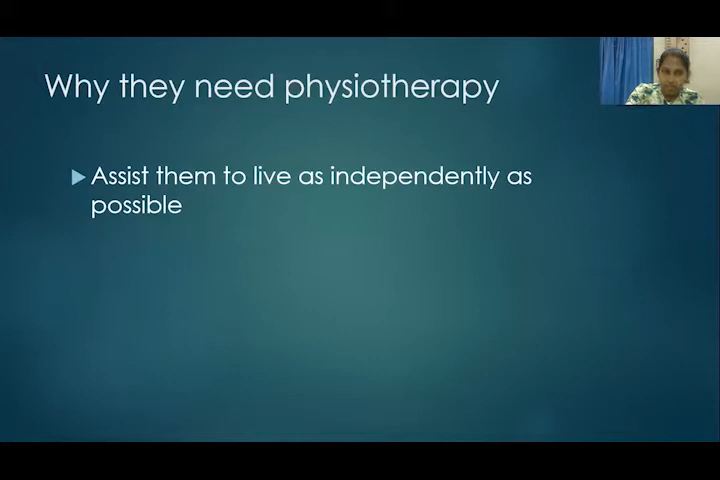 Why they need physiotherapy
Assist them to live as independently as
possible